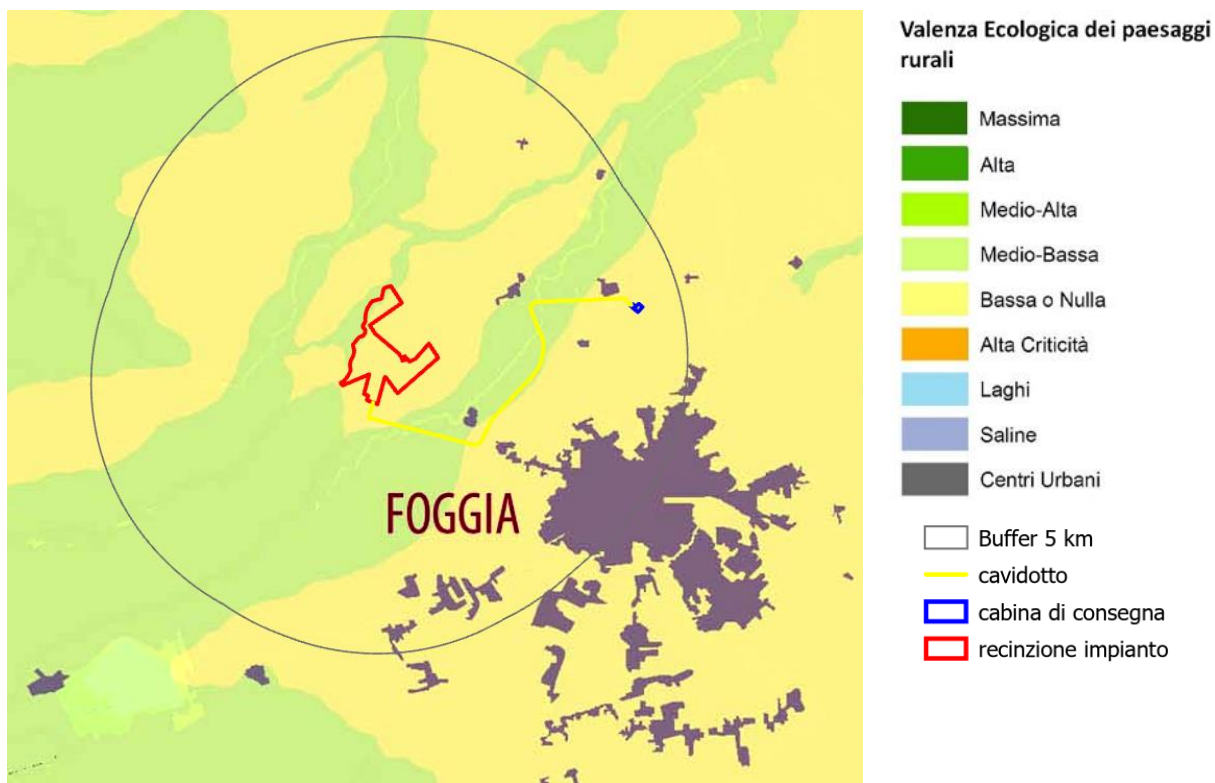 Valenza Ecologica dei paesaggi
rurali
Massima
Alta
Medio-Alta
Medio-Bassa
Bassa o Nulla
Alta Criticità
Laghi
Saline
Centri Urbani
Buffer 5 km
cavidotto
cabina di consegna
recinzione impianto
FOGGIA